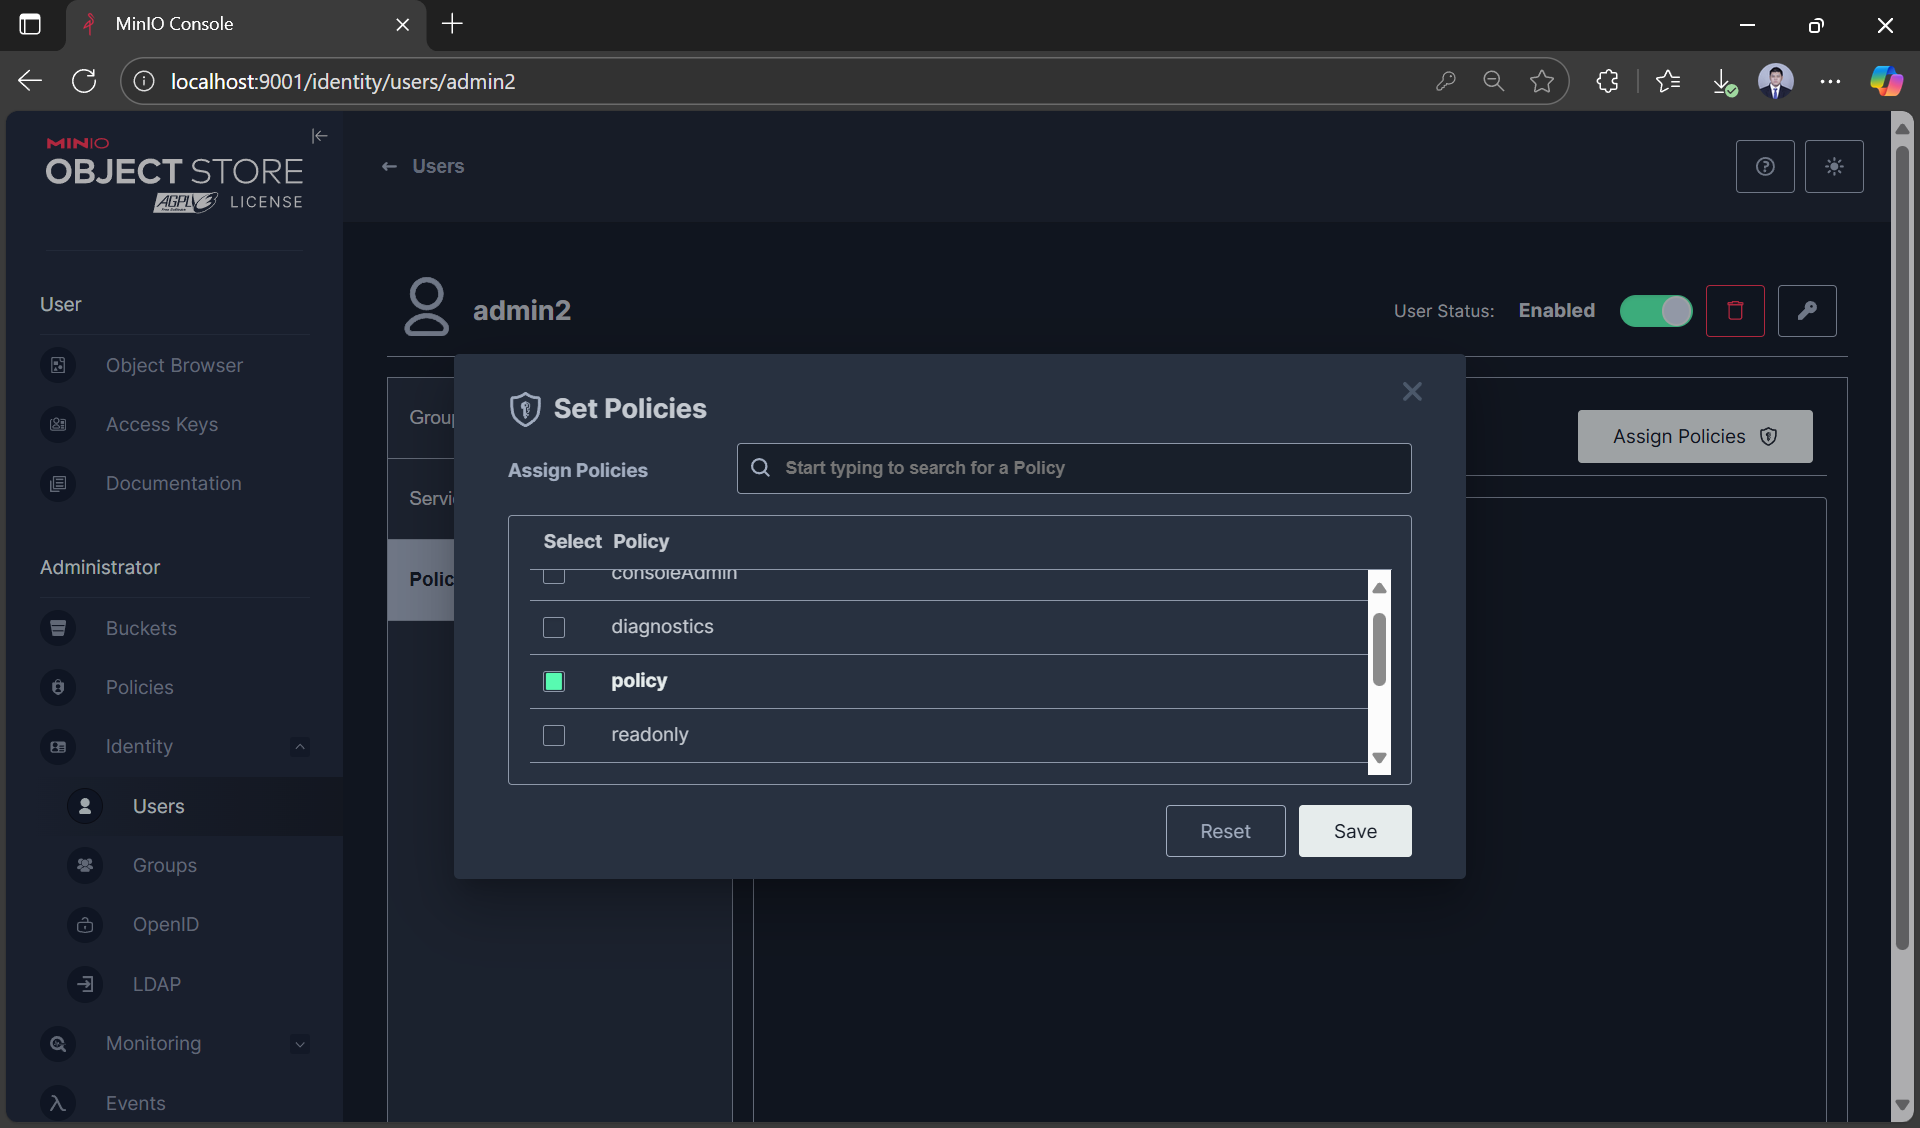 MinIO Console
localhost:9001/identity/users/admin2
MINIO
OBJECT STORE
AGPLv3 LICENSE
Users
User
Object Browser
Access Keys
Documentation
Administrator
Buckets
Policies
Identity
Users
Groups
OpenID
LDAP
Monitoring
Events
admin2
User Status: Enabled
Grou
Servi
Polic
Assign Policies
Set Policies
Assign Policies
Start typing to search for a Policy
Select Policy
consoleAdmin
diagnostics
policy
readonly
Reset
Save